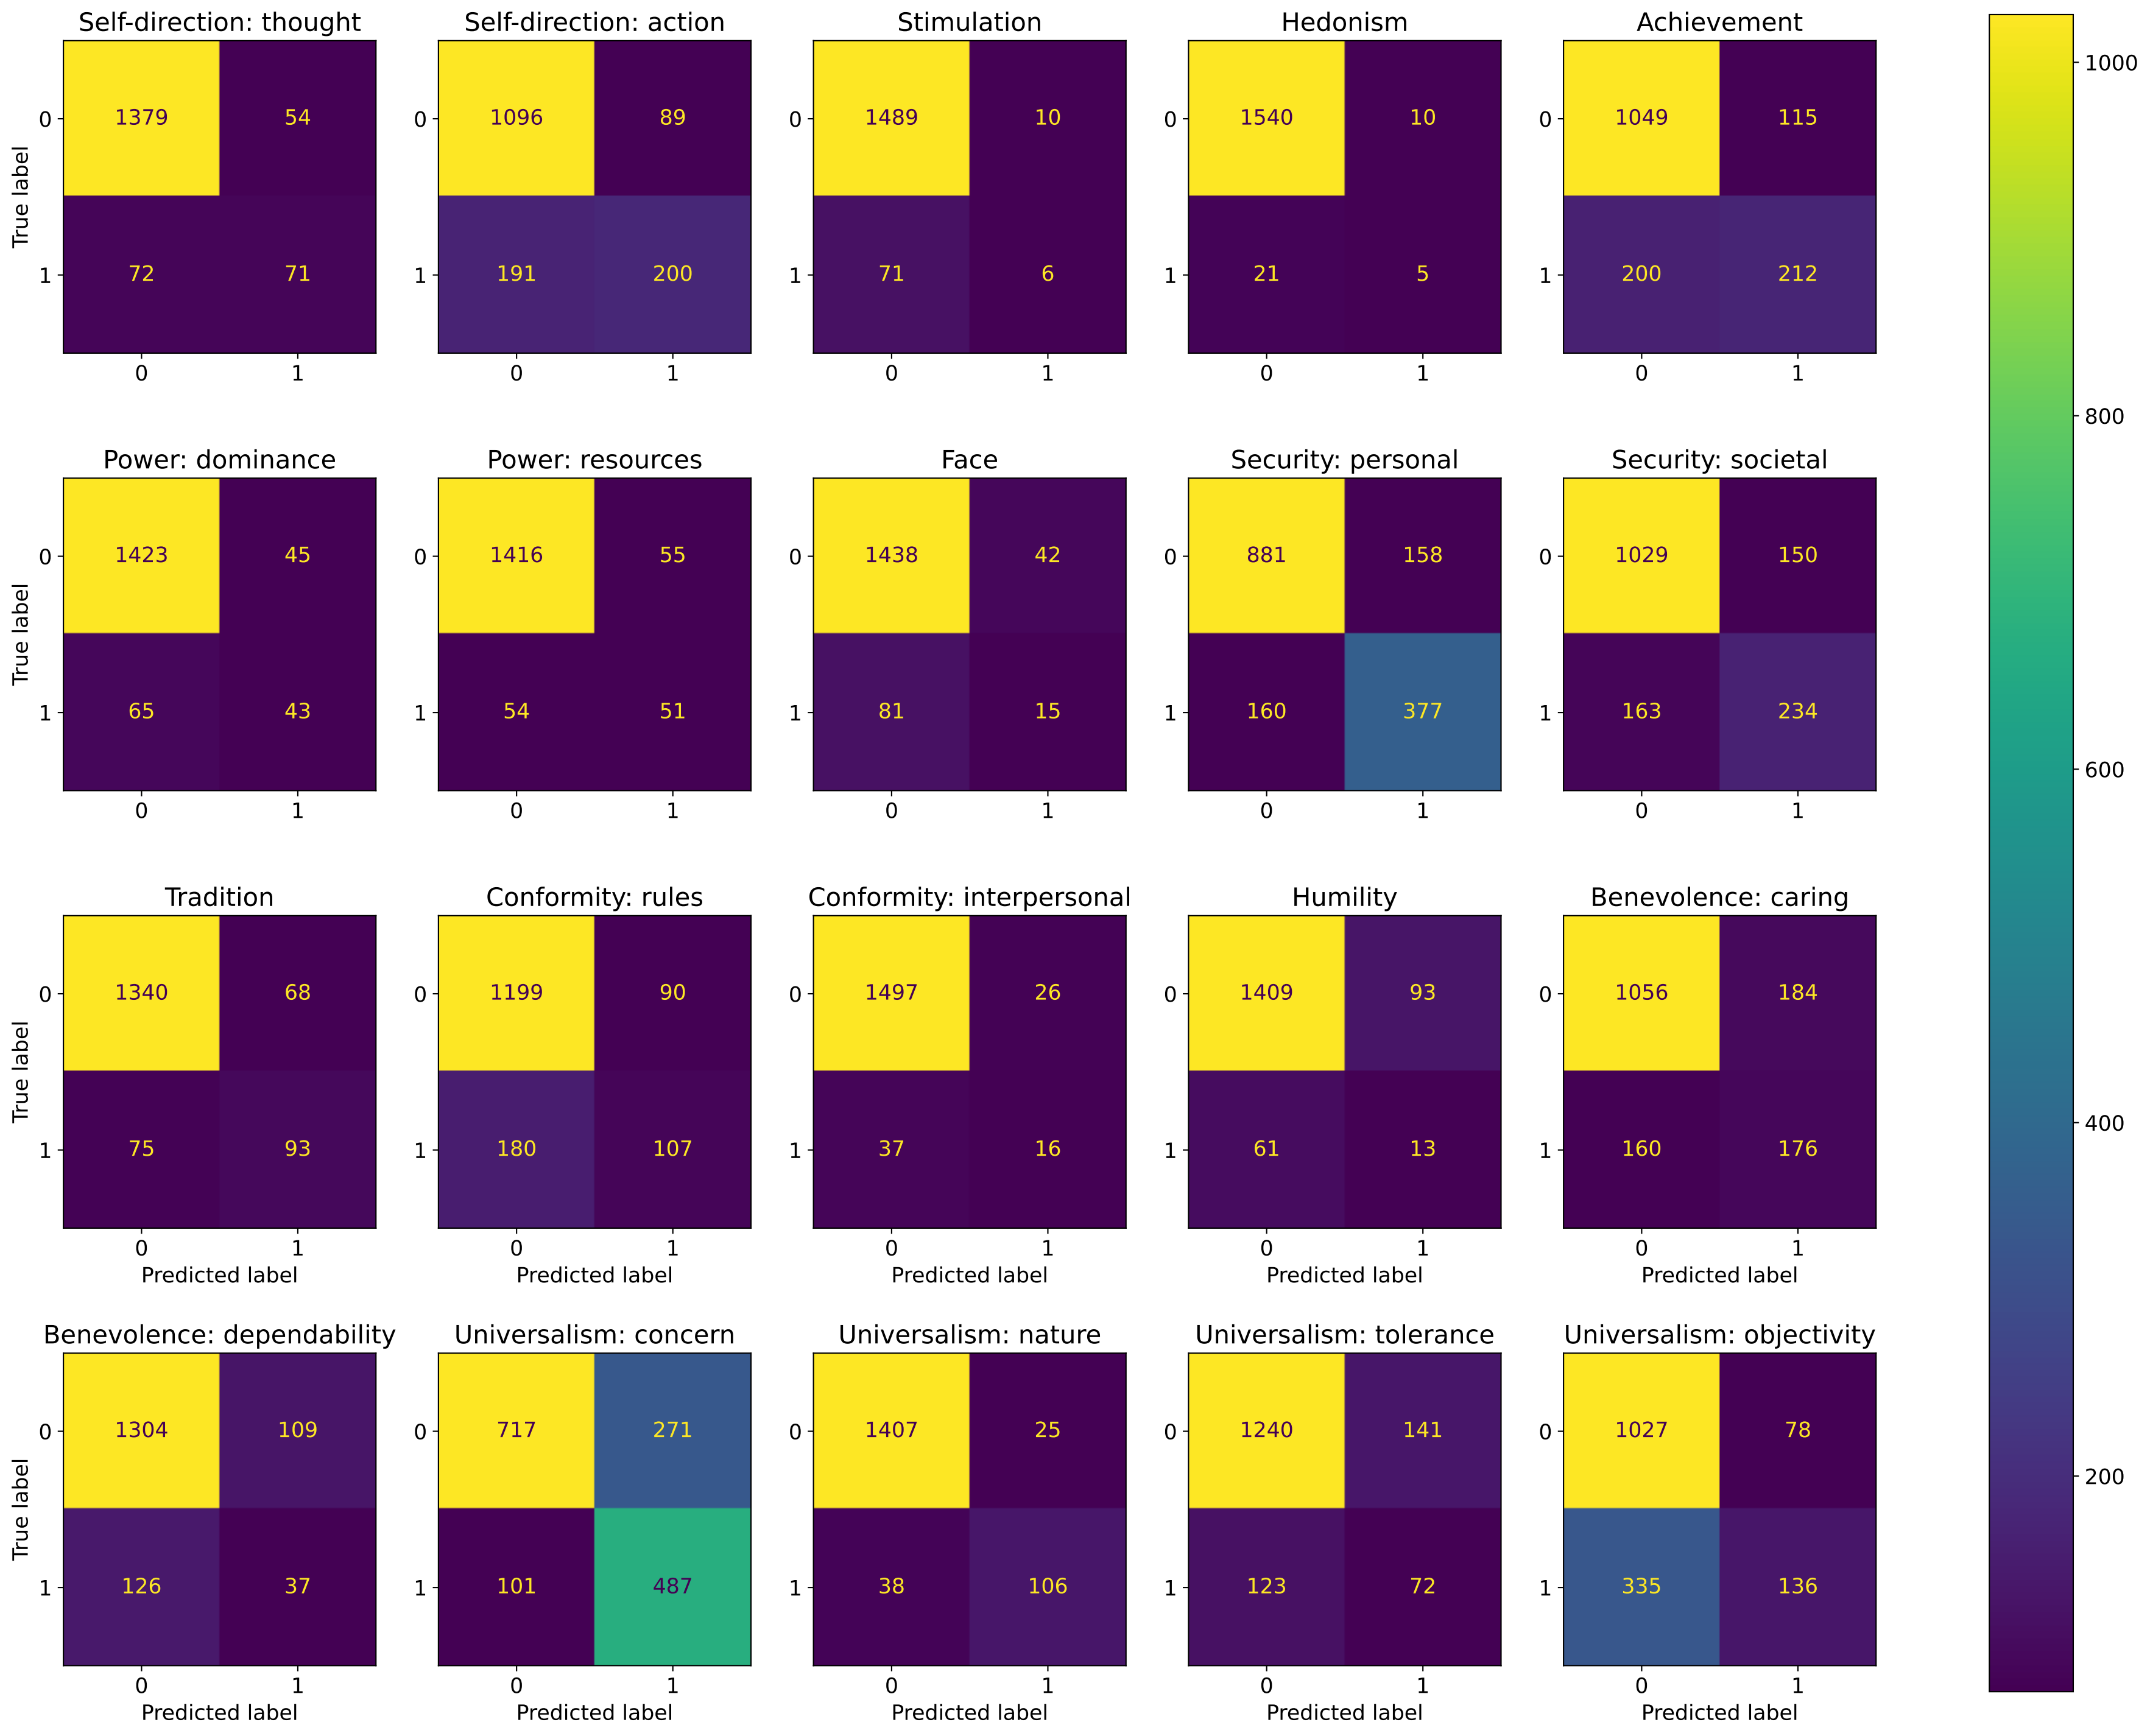 Self-direction: thought Self-direction: action Stimulation Hedonism Achievement
1000
0 1379 54 0 1096 89 0 1489 10 0 1540 10 0 1049 115
True label
1 72 71 1 191 200 1 71 6 1 21 5 1 200 212
0 1 0 1 0 1 0 1 0 1
800
Power: dominance Power: resources Face Security: personal Security: societal
0 1423 45 0 1416 55 0 1438 42 0 881 158 0 1029 150
True label
1 65 43 1 54 51 1 81 15 1 160 377 1 163 234
600
0 1 0 1 0 1 0 1 0 1
Tradition Conformity: rules Conformity: interpersonal Humility Benevolence: caring
0 1340 68 0 1199 90 0 1497 26 0 1409 93 0 1056 184
True label
400
1 75 93 1 180 107 1 37 16 1 61 13 1 160 176
0 1 0 1 0 1 0 1 0 1
Predicted label Predicted label Predicted label Predicted label Predicted label
Benevolence: dependability Universalism: concern Universalism: nature Universalism: tolerance Universalism: objectivity
0 1304 109 0 717 271 0 1407 25 0 1240 141 0 1027 78
200
True label
1 126 37 1 101 487 1 38 106 1 123 72 1 335 136
0 1 0 1 0 1 0 1 0 1
Predicted label Predicted label Predicted label Predicted label Predicted label